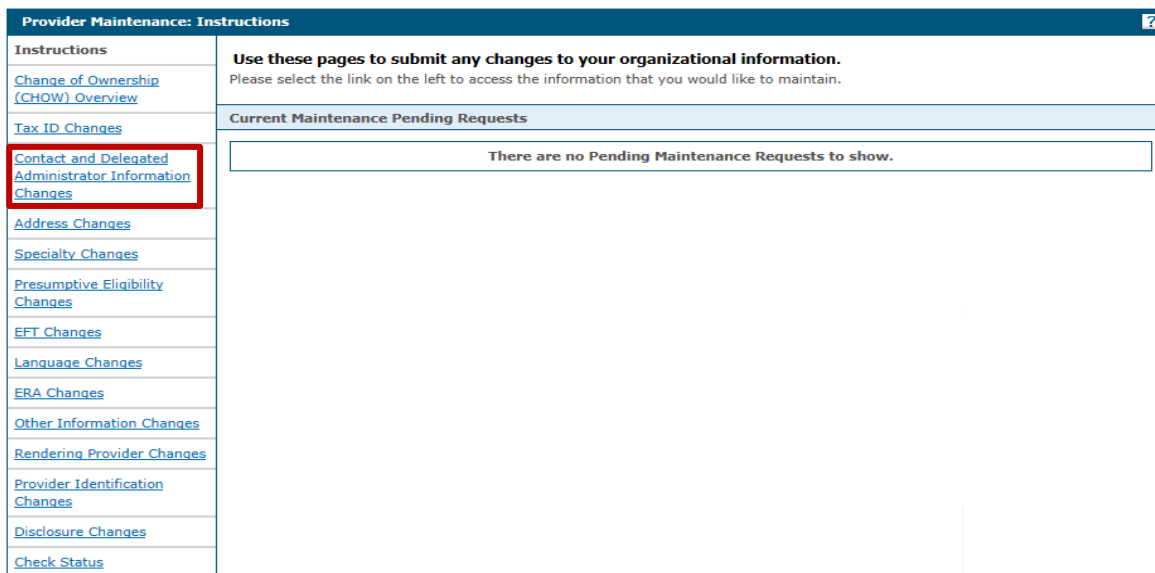 Provider Maintenance: Instructions
?
Instructions
Change of Ownership
(CHOW) Overview
Tax ID Changes
Contact and Delegated
Administrator Information
Changes
Address Changes
Specialty Changes
Presumptive Eligibility
Changes
EFT Changes
Language Changes
ERA Changes
Other Information Changes
Rendering Provider Changes
Provider Identification
Changes
Disclosure Changes
Check Status
Use these pages to submit any changes to your organizational information.
Please select the link on the left to access the information that you would like to maintain.
Current Maintenance Pending Requests
There are no Pending Maintenance Requests to show.